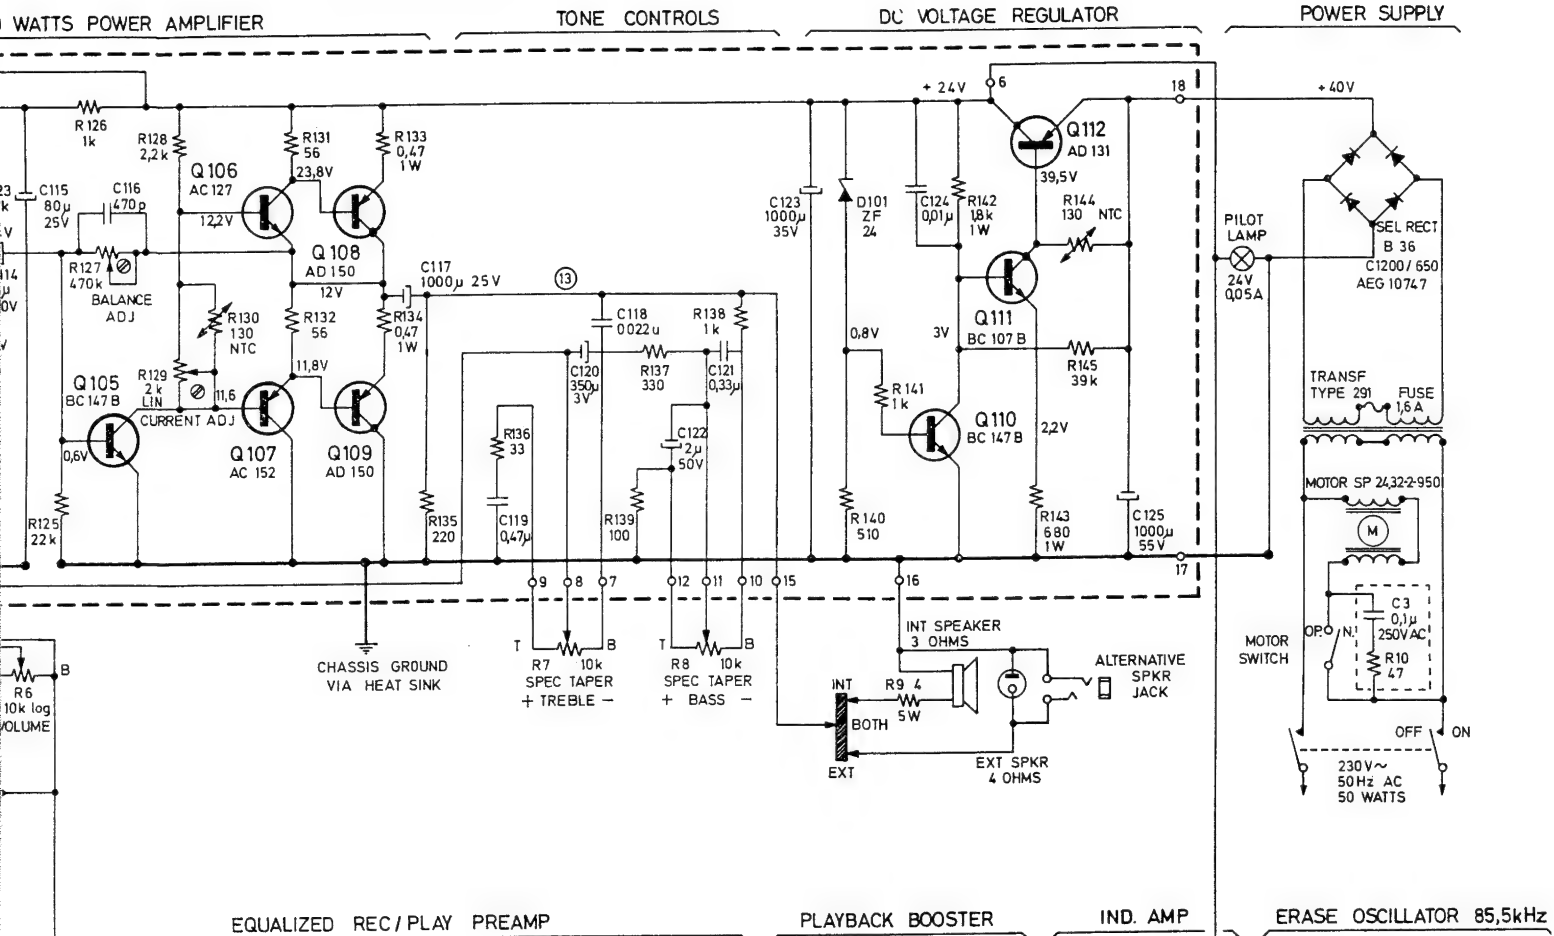 WATTS POWER AMPLIFIER
TONE CONTROLS
DC VOLTAGE REGULATOR
POWER SUPPLY
R126
1k
R128
2,2k
Q106
AC127
12,2V
R131
56
23,8V
R133
0,47
1W
C115
80µ
25V
C116
470p
R127
470k
BALANCE
ADJ
Q108
AD 150
12V
C117
1000µ 25V
13
R130
130
NTC
R132
56
R134
0,47
1W
11,8V
R129
2k
LIN
CURRENT ADJ
11,6
Q105
BC147B
0,6V
Q107
AC 152
Q109
AD 150
R125
22k
R135
220
C118
0022u
R138
1k
C120
350µ
3V
R137
330
C121
0,33µ
R136
33
C119
0,47µ
C122
2µ
50V
R139
100
+ 24V
6
18
+40V
Q112
AD 131
39,5V
C123
1000µ
35V
D101
ZF
24
C124
0,01µ
R142
1,8k
1W
R144
130 NTC
0,8V
3V
Q111
BC 107 B
R145
39k
R141
1k
Q110
BC 147 B
2,2V
R140
510
R143
680
1W
C125
1000µ
55V
17
PILOT
LAMP
24V
0,05A
SEL RECT
B 36
C1200/650
AEG 10747
TRANSF
TYPE 291
FUSE
1,6A
MOTOR SP 24,32-2-950
M
C3
0,1µ
250VAC
R10
47
OP.
N.
MOTOR
SWITCH
OFF
ON
230V~
50Hz AC
50 WATTS
9
8
7
12
11
10
15
16
CHASSIS GROUND
VIA HEAT SINK
T
B
R7
10k
SPEC TAPER
+ TREBLE −
T
B
R8
10k
SPEC TAPER
+ BASS −
INT SPEAKER
3 OHMS
INT
R9 4
5W
BOTH
EXT
EXT SPKR
4 OHMS
ALTERNATIVE
SPKR
JACK
B
R6
10k log
VOLUME
EQUALIZED REC/PLAY PREAMP
PLAYBACK BOOSTER
IND. AMP
ERASE OSCILLATOR 85,5kHz